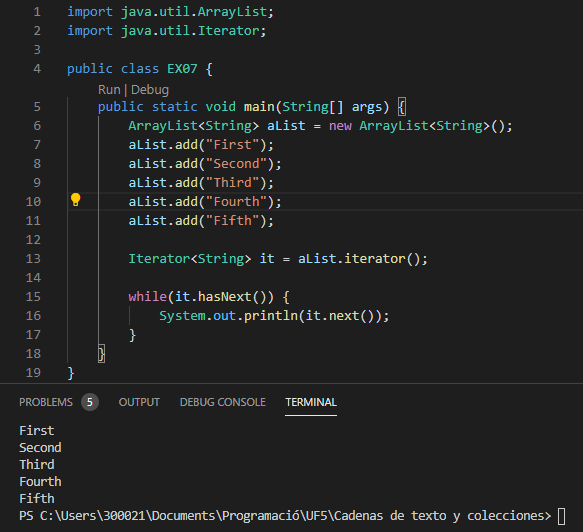 1 import java.util.ArrayList;
2 import java.util.Iterator;
3
4 public class EX07 {
Run | Debug
5 public static void main(String[] args) {
6 ArrayList<String> aList = new ArrayList<String>();
7 aList.add("First");
8 aList.add("Second");
9 aList.add("Third");
10 aList.add("Fourth");
11 aList.add("Fifth");
12
13 Iterator<String> it = aList.iterator();
14
15 while(it.hasNext()) {
16 System.out.println(it.next());
17 }
18 }
19 }
PROBLEMS 5 OUTPUT DEBUG CONSOLE TERMINAL
First
Second
Third
Fourth
Fifth
PS C:\Users\300021\Documents\Programació\UF5\Cadenas de texto y colecciones>